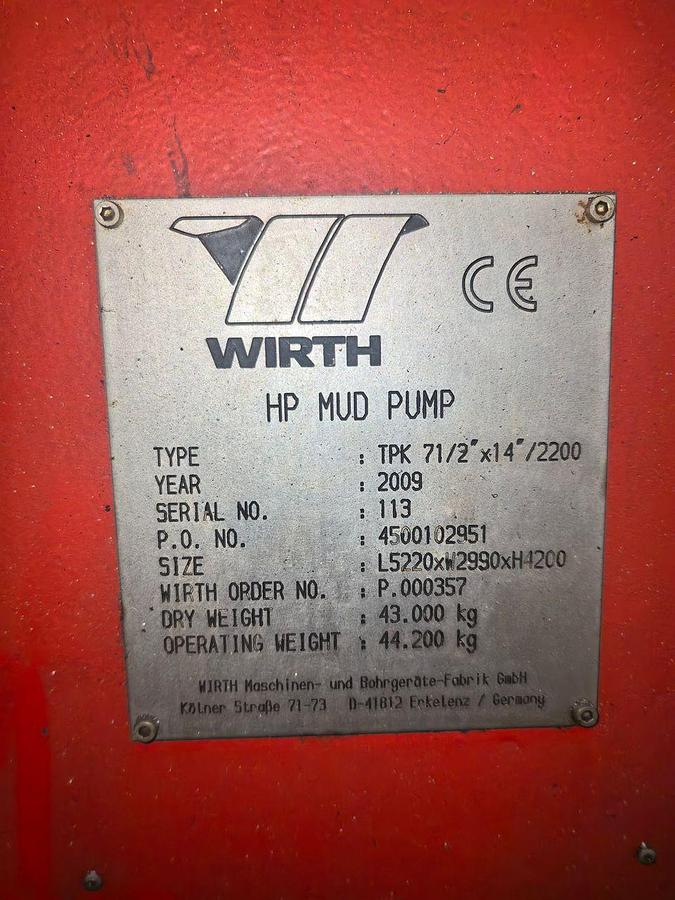 CE
WIRTH
HP MUD PUMP
TYPE : TPK 71/2"x14"/2200
YEAR : 2009
SERIAL NO. : 113
P.O. NO. : 4500102951
SIZE : L5220xW2990xH4200
WIRTH ORDER NO. : P.000357
DRY WEIGHT : 43.000 kg
OPERATING WEIGHT : 44.200 kg
WIRTH Maschinen- und Bohrgeräte-Fabrik GmbH
Kölner Straße 71-73 D-41812 Erkelenz / Germany